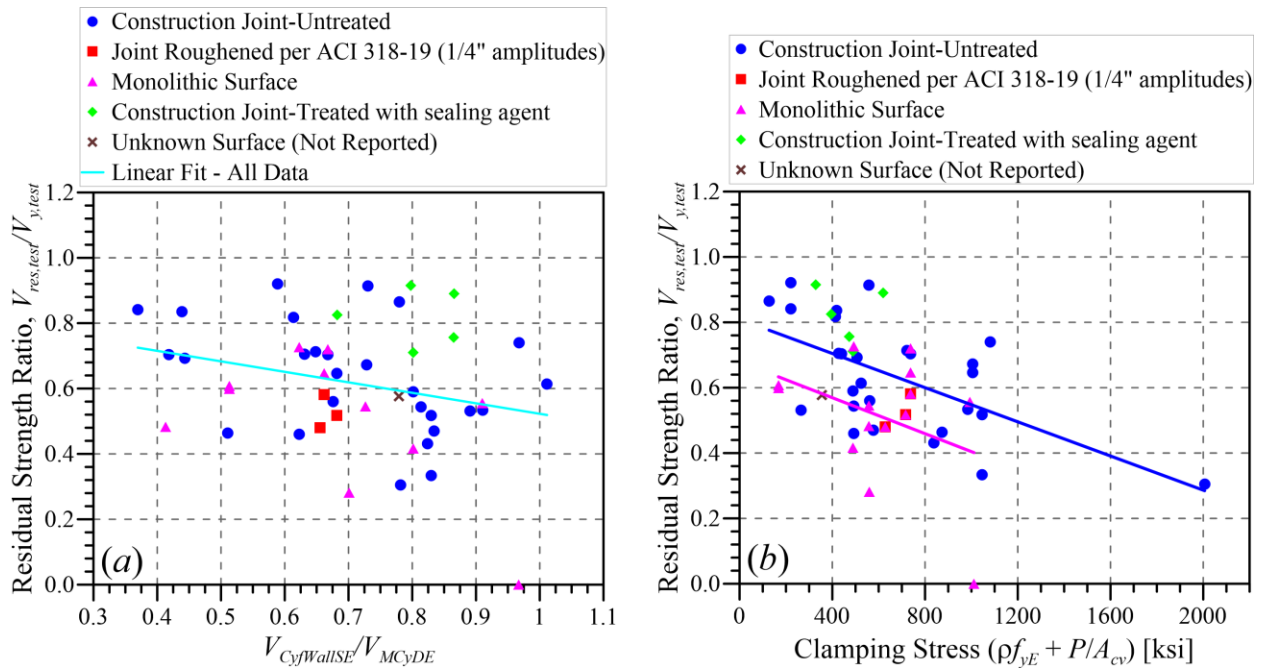 Construction Joint-Untreated
Joint Roughened per ACI 318-19 (1/4" amplitudes)
Monolithic Surface
Construction Joint-Treated with sealing agent
Unknown Surface (Not Reported)
Linear Fit - All Data
Residual Strength Ratio, V_res,test/V_y,test
1.2
1.0
0.8
0.6
0.4
0.2
0.0
(a)
0.3 0.4 0.5 0.6 0.7 0.8 0.9 1 1.1
V_CyfWallSE/V_MCyDE
Construction Joint-Untreated
Joint Roughened per ACI 318-19 (1/4" amplitudes)
Monolithic Surface
Construction Joint-Treated with sealing agent
Unknown Surface (Not Reported)
Residual Strength Ratio, V_res,test/V_y,test
1.2
1.0
0.8
0.6
0.4
0.2
0.0
(b)
0 400 800 1200 1600 2000
Clamping Stress (ρf_yE + P/A_cv) [ksi]